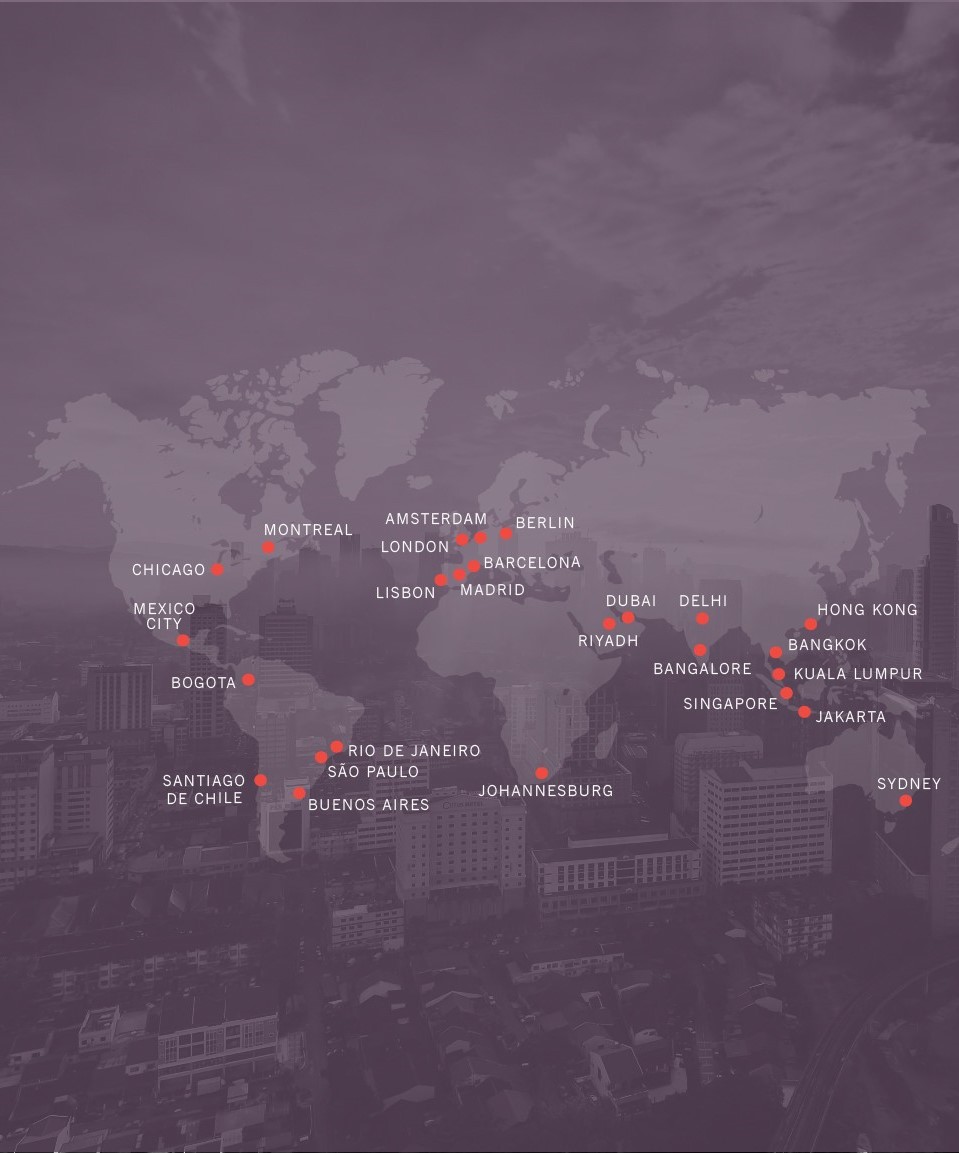 AMSTERDAM
BERLIN
MONTREAL
LONDON
BARCELONA
CHICAGO
LISBON
MADRID
MEXICO
CITY
DUBAI
DELHI
HONG KONG
RIYADH
BANGKOK
BANGALORE
KUALA LUMPUR
BOGOTA
SINGAPORE
JAKARTA
RIO DE JANEIRO
SÃO PAULO
SANTIAGO
DE CHILE
JOHANNESBURG
SYDNEY
BUENOS AIRES